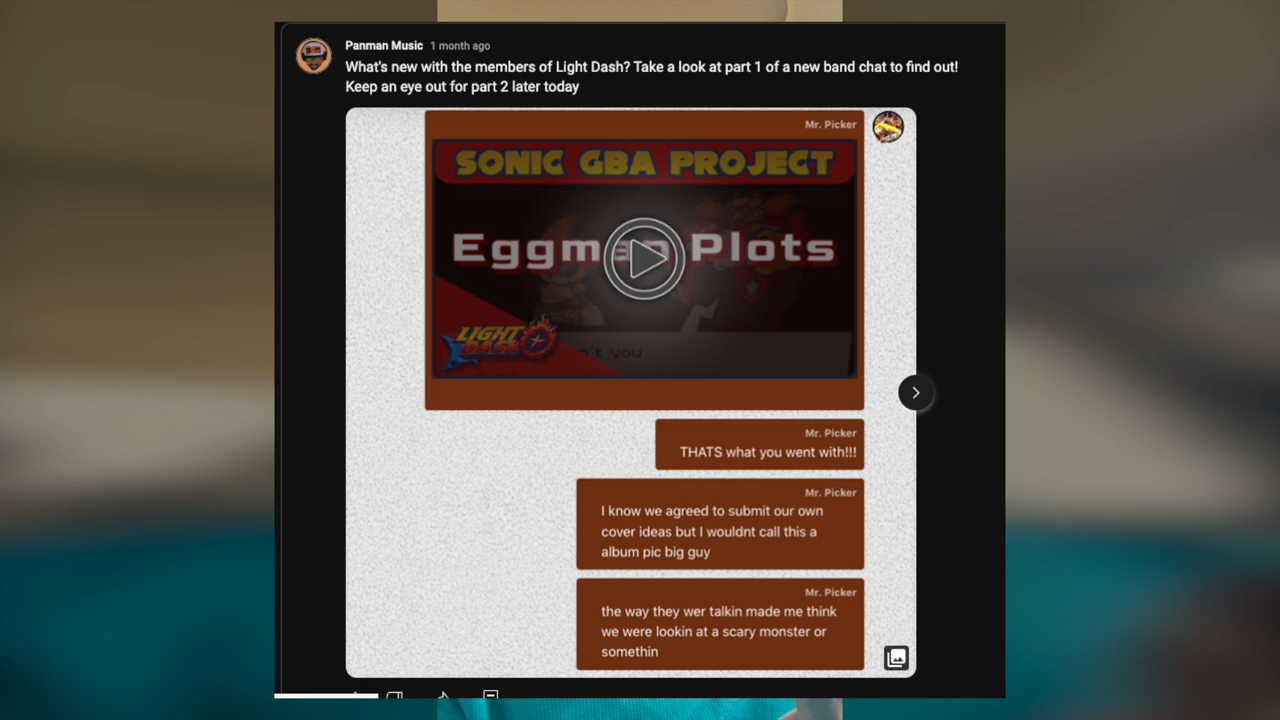 Panman Music 1 month ago
What's new with the members of Light Dash? Take a look at part 1 of a new band chat to find out!
Keep an eye out for part 2 later today
Mr. Picker
SONIC GBA PROJECT
Eggman Plots
LIGHT
DASH
n't you
Mr. Picker
THATS what you went with!!!
Mr. Picker
I know we agreed to submit our own
cover ideas but I wouldnt call this a
album pic big guy
Mr. Picker
the way they wer talkin made me think
we were lookin at a scary monster or
somethin